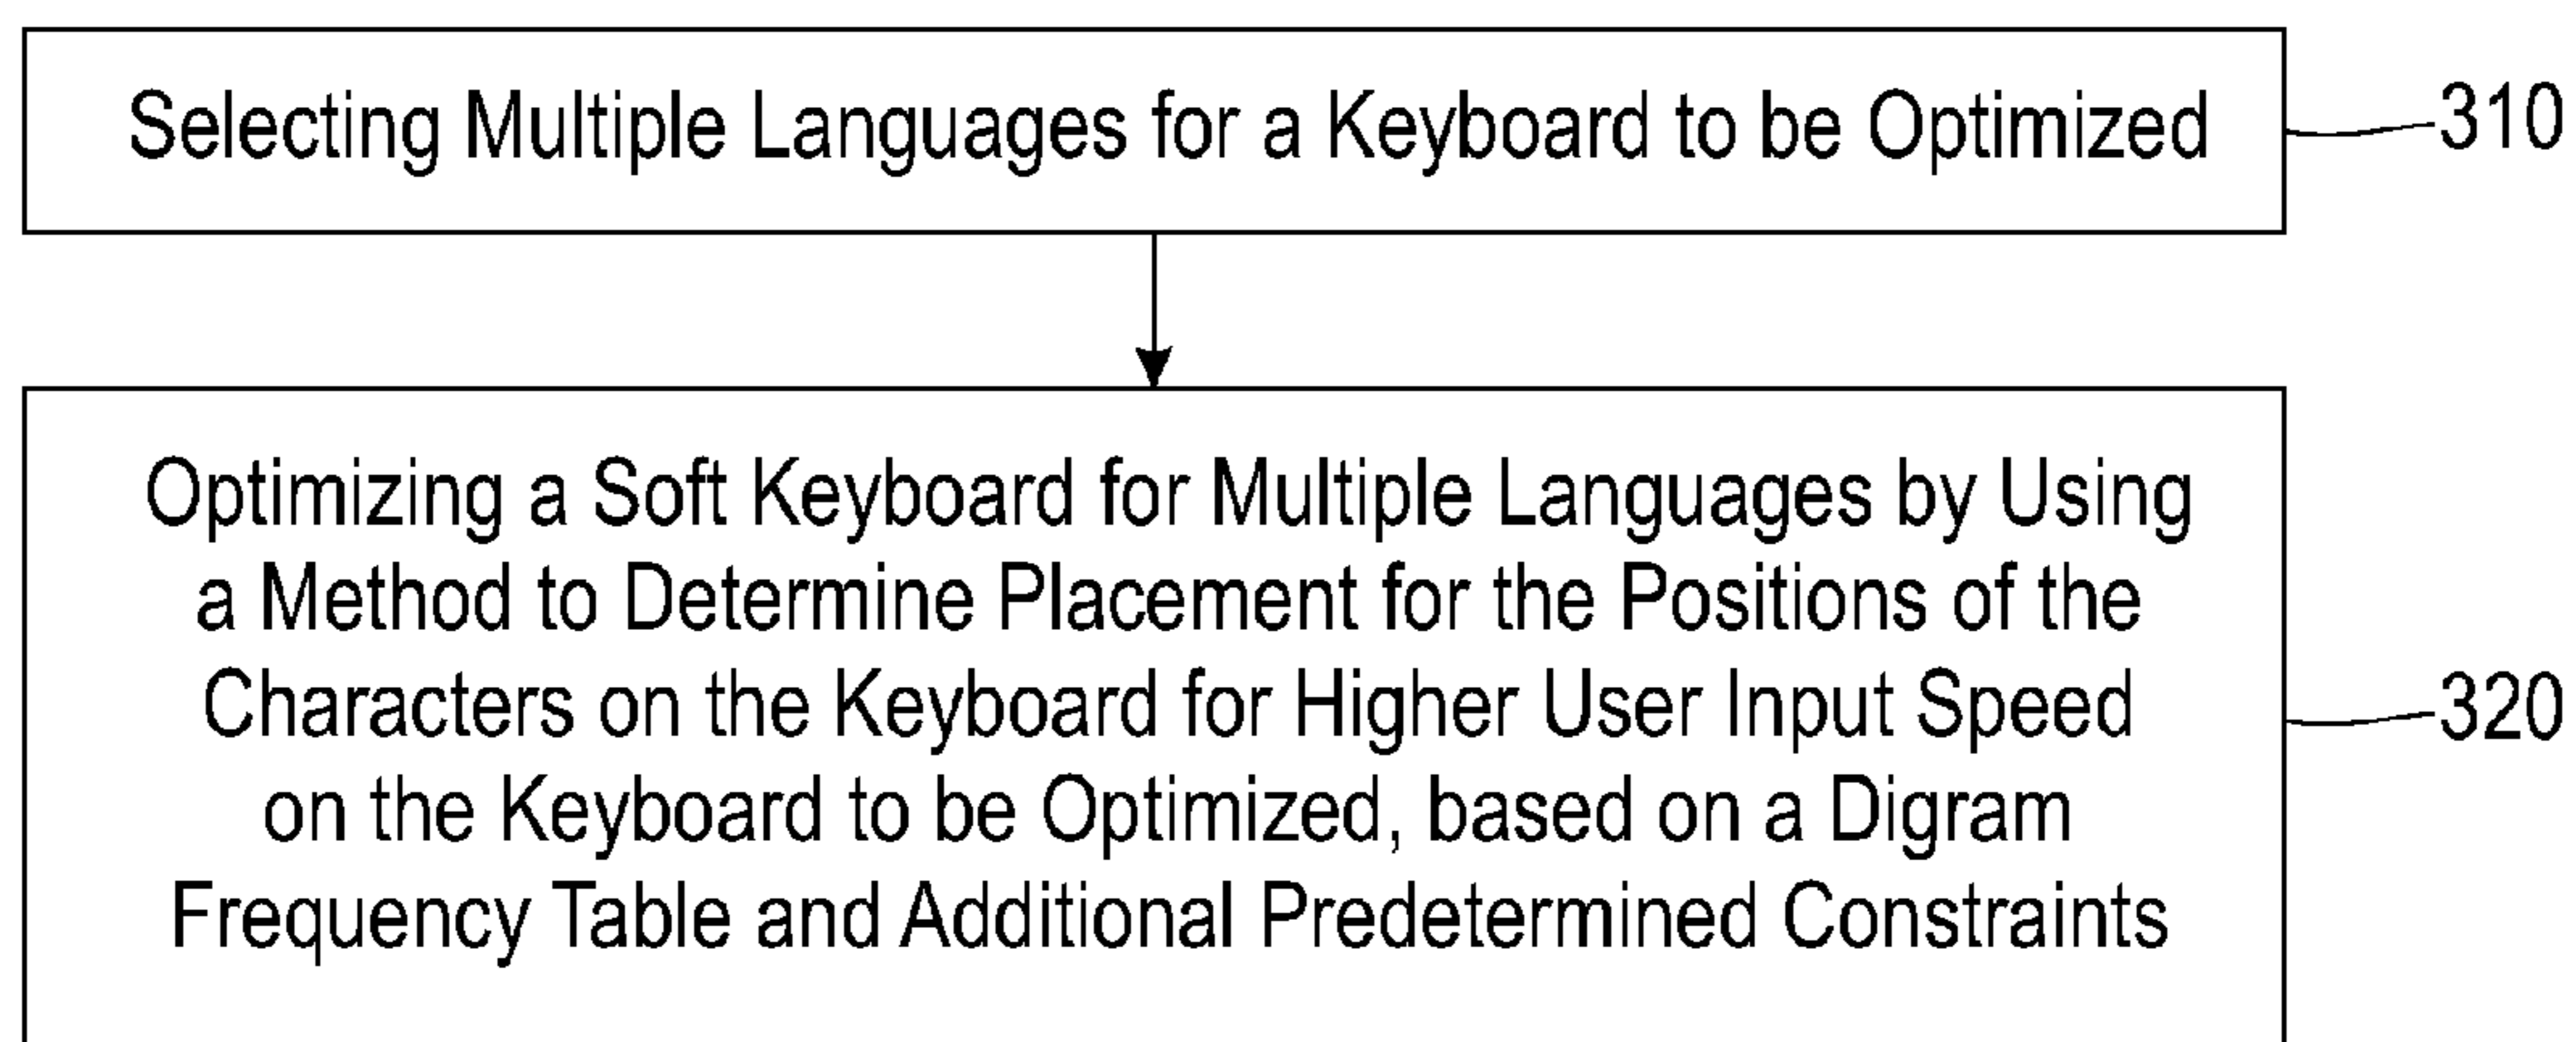 Selecting Multiple Languages for a Keyboard to be Optimized
310
Optimizing a Soft Keyboard for Multiple Languages by Using
a Method to Determine Placement for the Positions of the
Characters on the Keyboard for Higher User Input Speed
on the Keyboard to be Optimized, based on a Digram
Frequency Table and Additional Predetermined Constraints
320